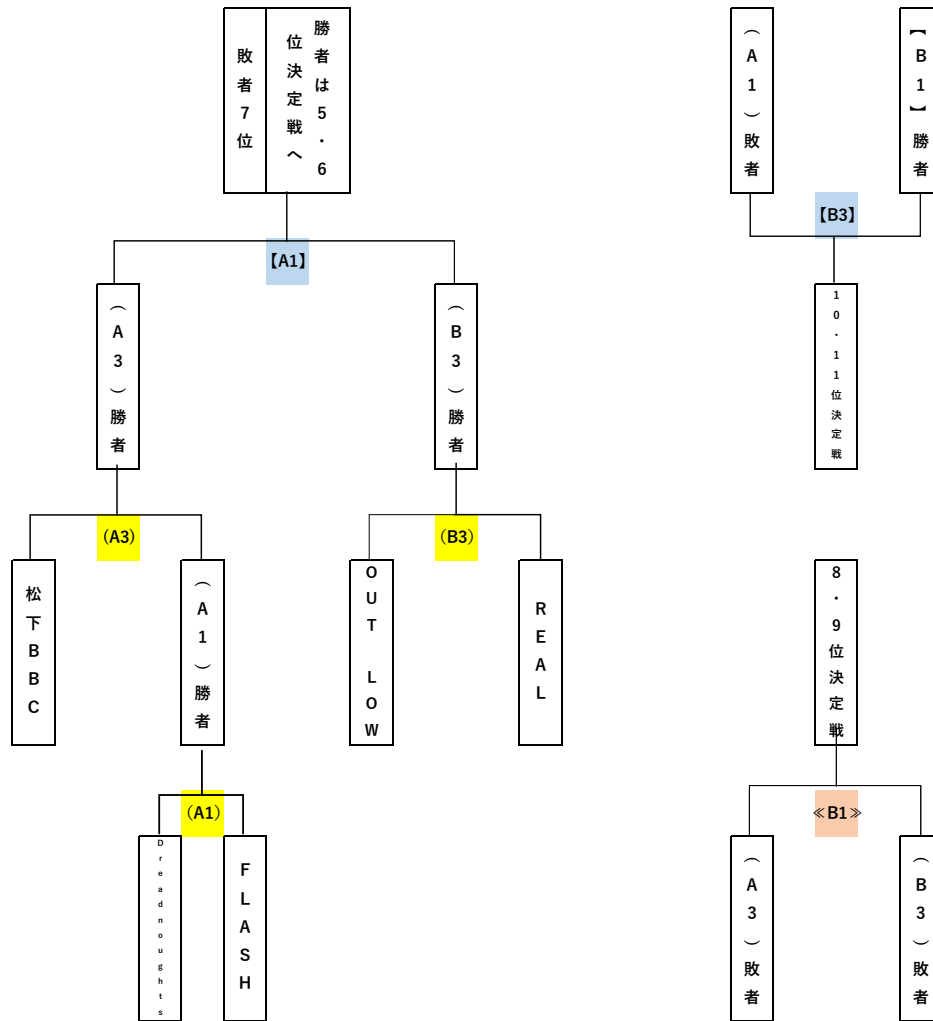 勝者は5・6
位決定戦へ
敗者7位
（A1）敗者
【B1】勝者
【B3】
【A1】
（A3）勝者
（B3）勝者
10・11位決定戦
（A3）
（B3）
松下BBC
（A1）勝者
OUT LOW
REAL
8・9位決定戦
（A1）
≪B1≫
Dreadnoughts
FLASH
（A3）敗者
（B3）敗者